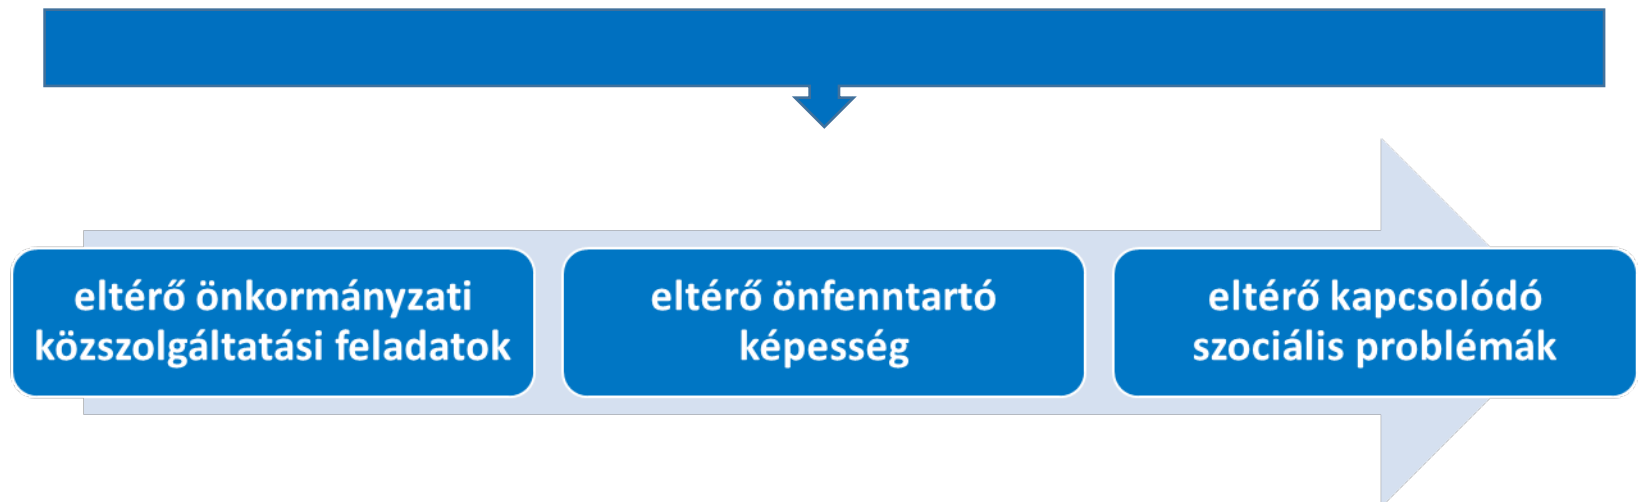 eltérő önkormányzati
közszolgáltatási feladatok
eltérő önfenntartó
képesség
eltérő kapcsolódó
szociális problémák